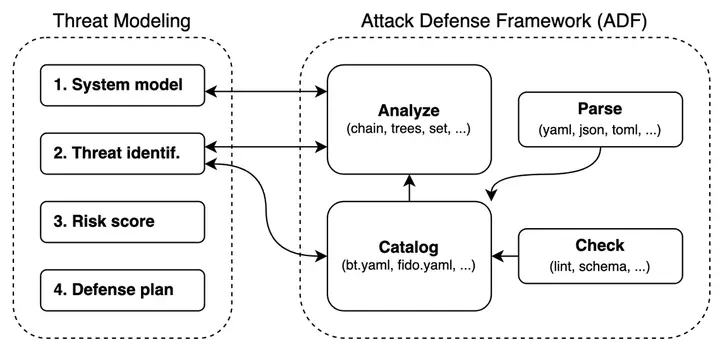 Threat Modeling
1. System model
2. Threat identif.
3. Risk score
4. Defense plan
Attack Defense Framework (ADF)
Analyze
(chain, trees, set, ...)
Parse
(yaml, json, toml, ...)
Catalog
(bt.yaml, fido.yaml, ...)
Check
(lint, schema, ...)